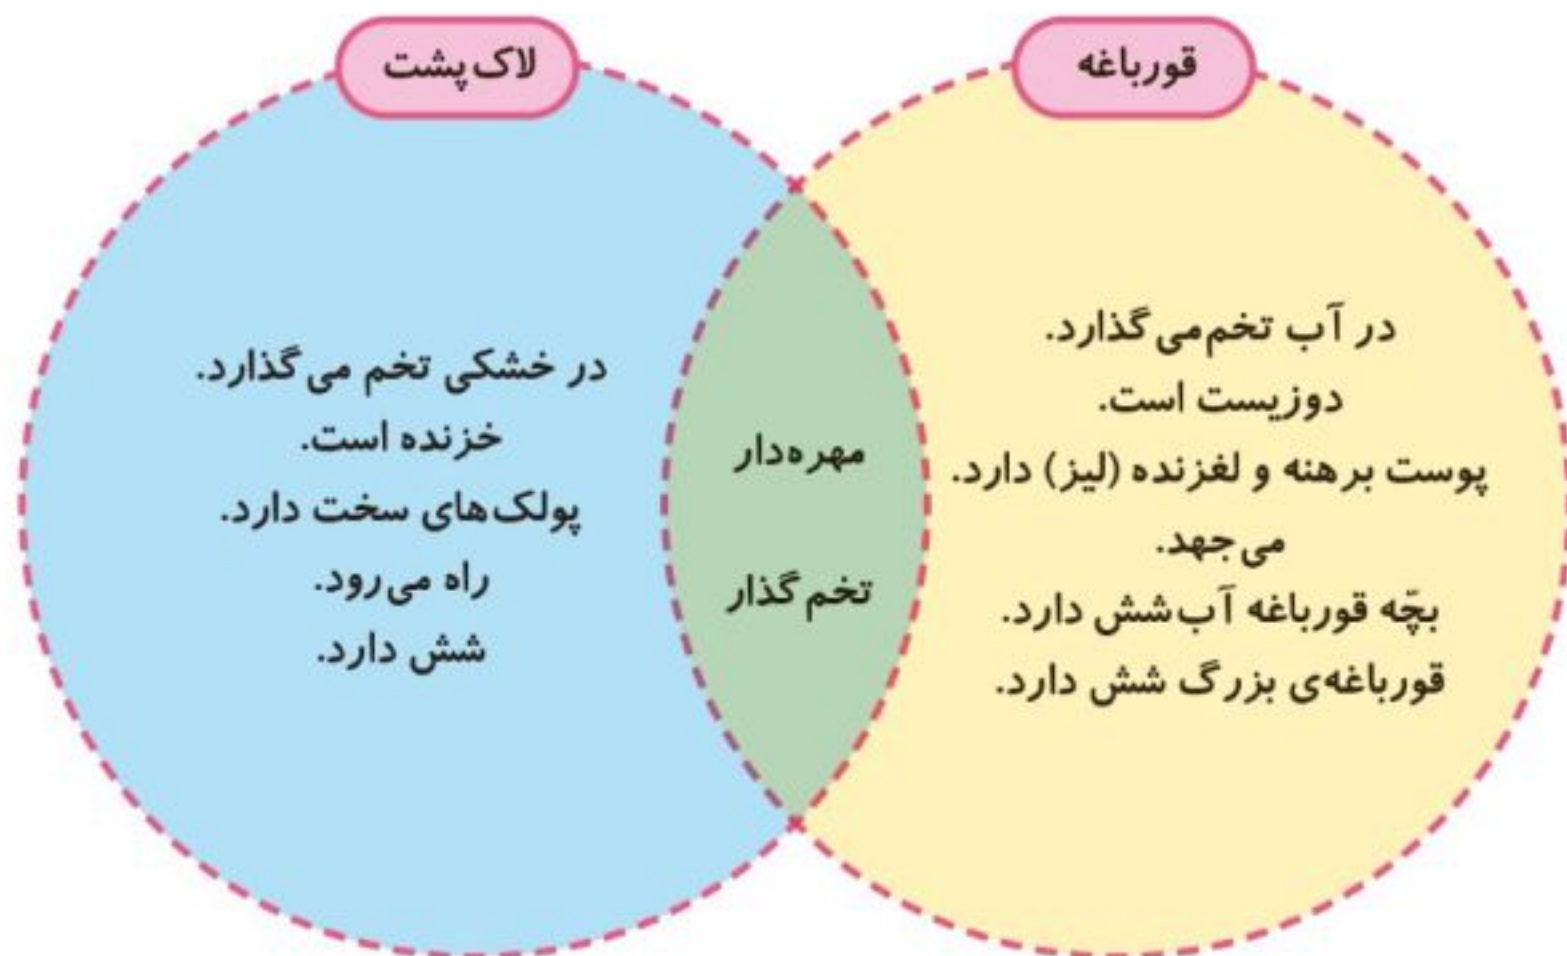 قورباغه
در آب تخم‌می‌گذارد.
دوزیست است.
پوست برهنه و لغزنده (لیز) دارد.
می‌جهد.
بچّه قورباغه آب‌شش دارد.
قورباغه‌ی بزرگ شش دارد.
مهره‌دار
تخم‌گذار
لاک‌پشت
در خشکی تخم می‌گذارد.
خزنده است.
پولک‌های سخت دارد.
راه می‌رود.
شش دارد.